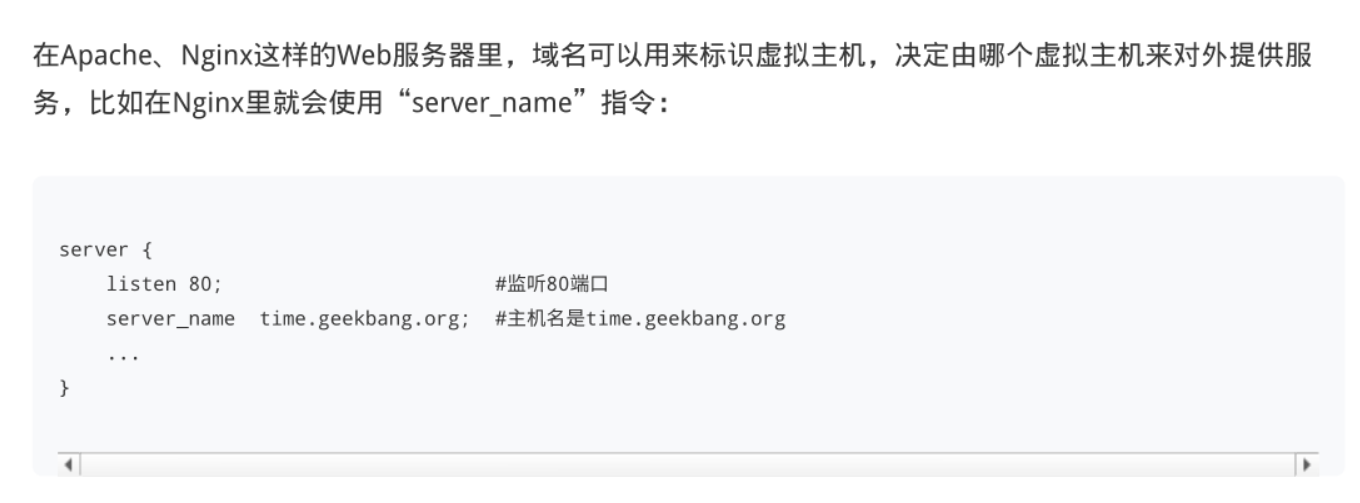 在Apache、Nginx这样的Web服务器里，域名可以用来标识虚拟主机，决定由哪个虚拟主机来对外提供服
务，比如在Nginx里就会使用“server_name”指令：
server {
    listen 80;                       #监听80端口
    server_name  time.geekbang.org;  #主机名是time.geekbang.org
    ...
}